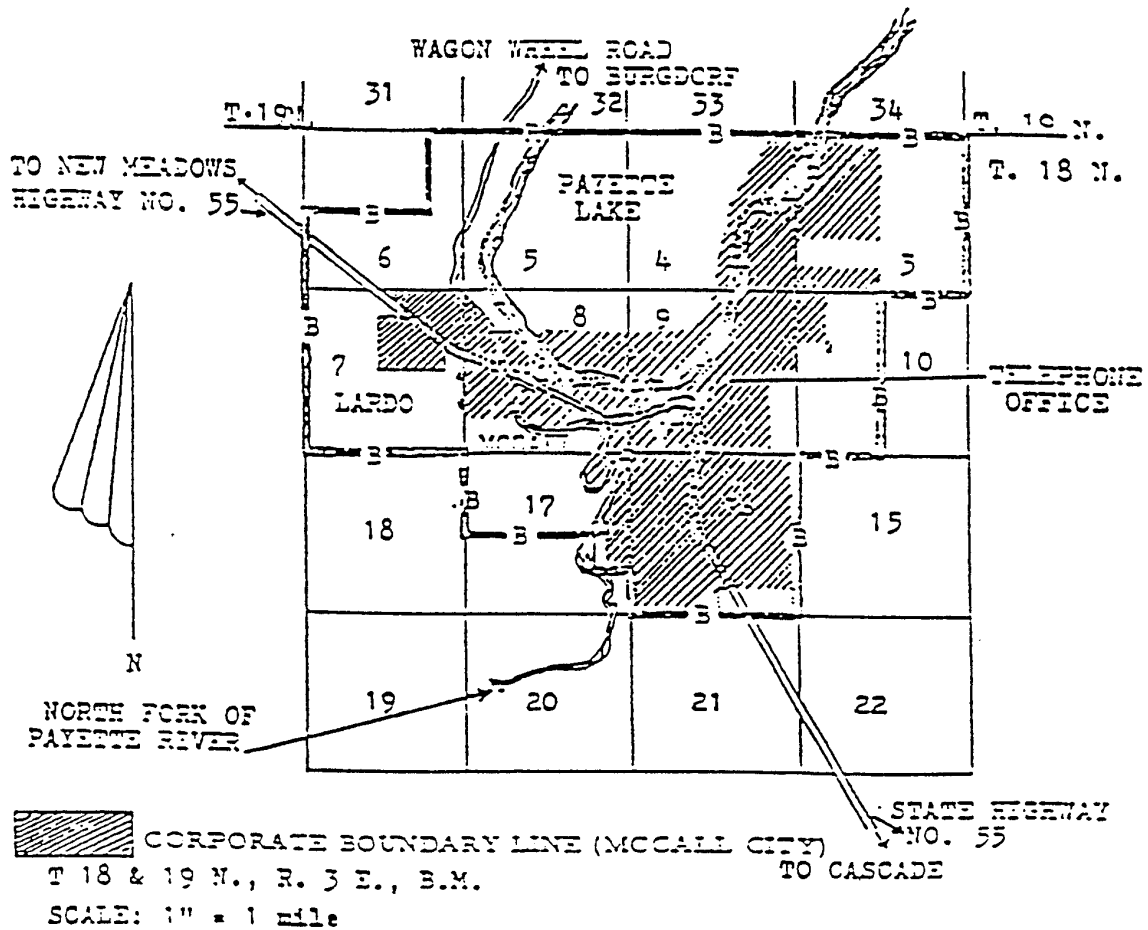 WAGON WHEEL ROAD
TO BURGDORF
31
32
33
34
T. 19 N.
T. 18 N.
TO NEW MEADOWS
HIGHWAY NO. 55
PAYETTE
LAKE
B
B
B
B
6
5
4
3
B
8
9
B
7
10
TELEPHONE
OFFICE
LARDO
B
B
B
B
B
17
18
15
B
B
B
N
19
20
21
22
NORTH FORK OF
PAYETTE RIVER
STATE HIGHWAY
NO. 55
TO CASCADE
CORPORATE BOUNDARY LINE (MCCALL CITY)
T 18 & 19 N., R. 3 E., B.M.
SCALE: 1" = 1 mile